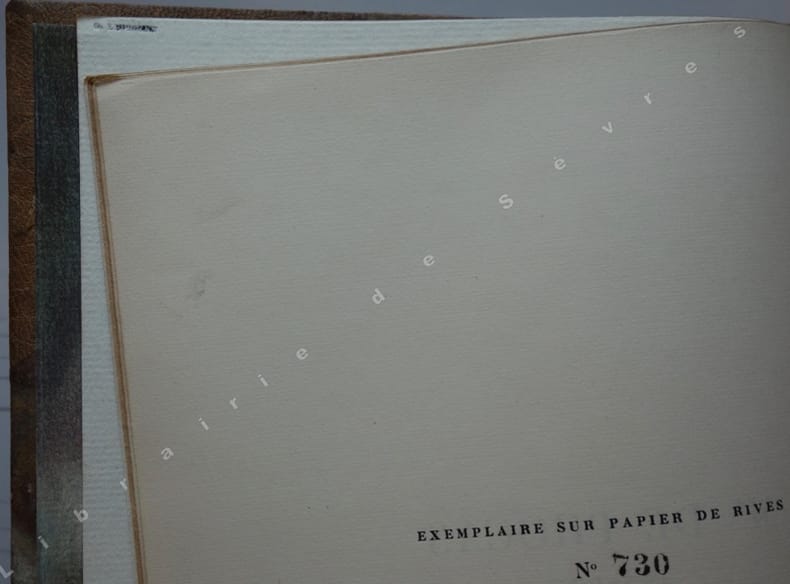 Librairie de Sèvres
EXEMPLAIRE SUR PAPIER DE RIVES
Nº 730